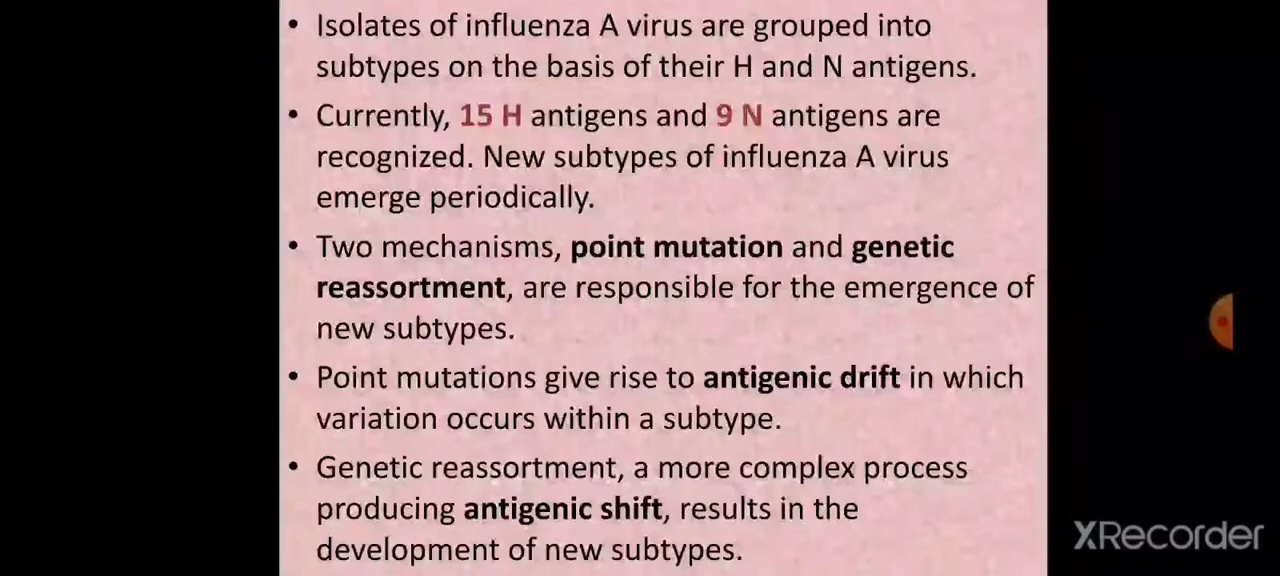 • Isolates of influenza A virus are grouped into
subtypes on the basis of their H and N antigens.
• Currently, 15 H antigens and 9 N antigens are
recognized. New subtypes of influenza A virus
emerge periodically.
• Two mechanisms, point mutation and genetic
reassortment, are responsible for the emergence of
new subtypes.
• Point mutations give rise to antigenic drift in which
variation occurs within a subtype.
• Genetic reassortment, a more complex process
producing antigenic shift, results in the
development of new subtypes.
XRecorder